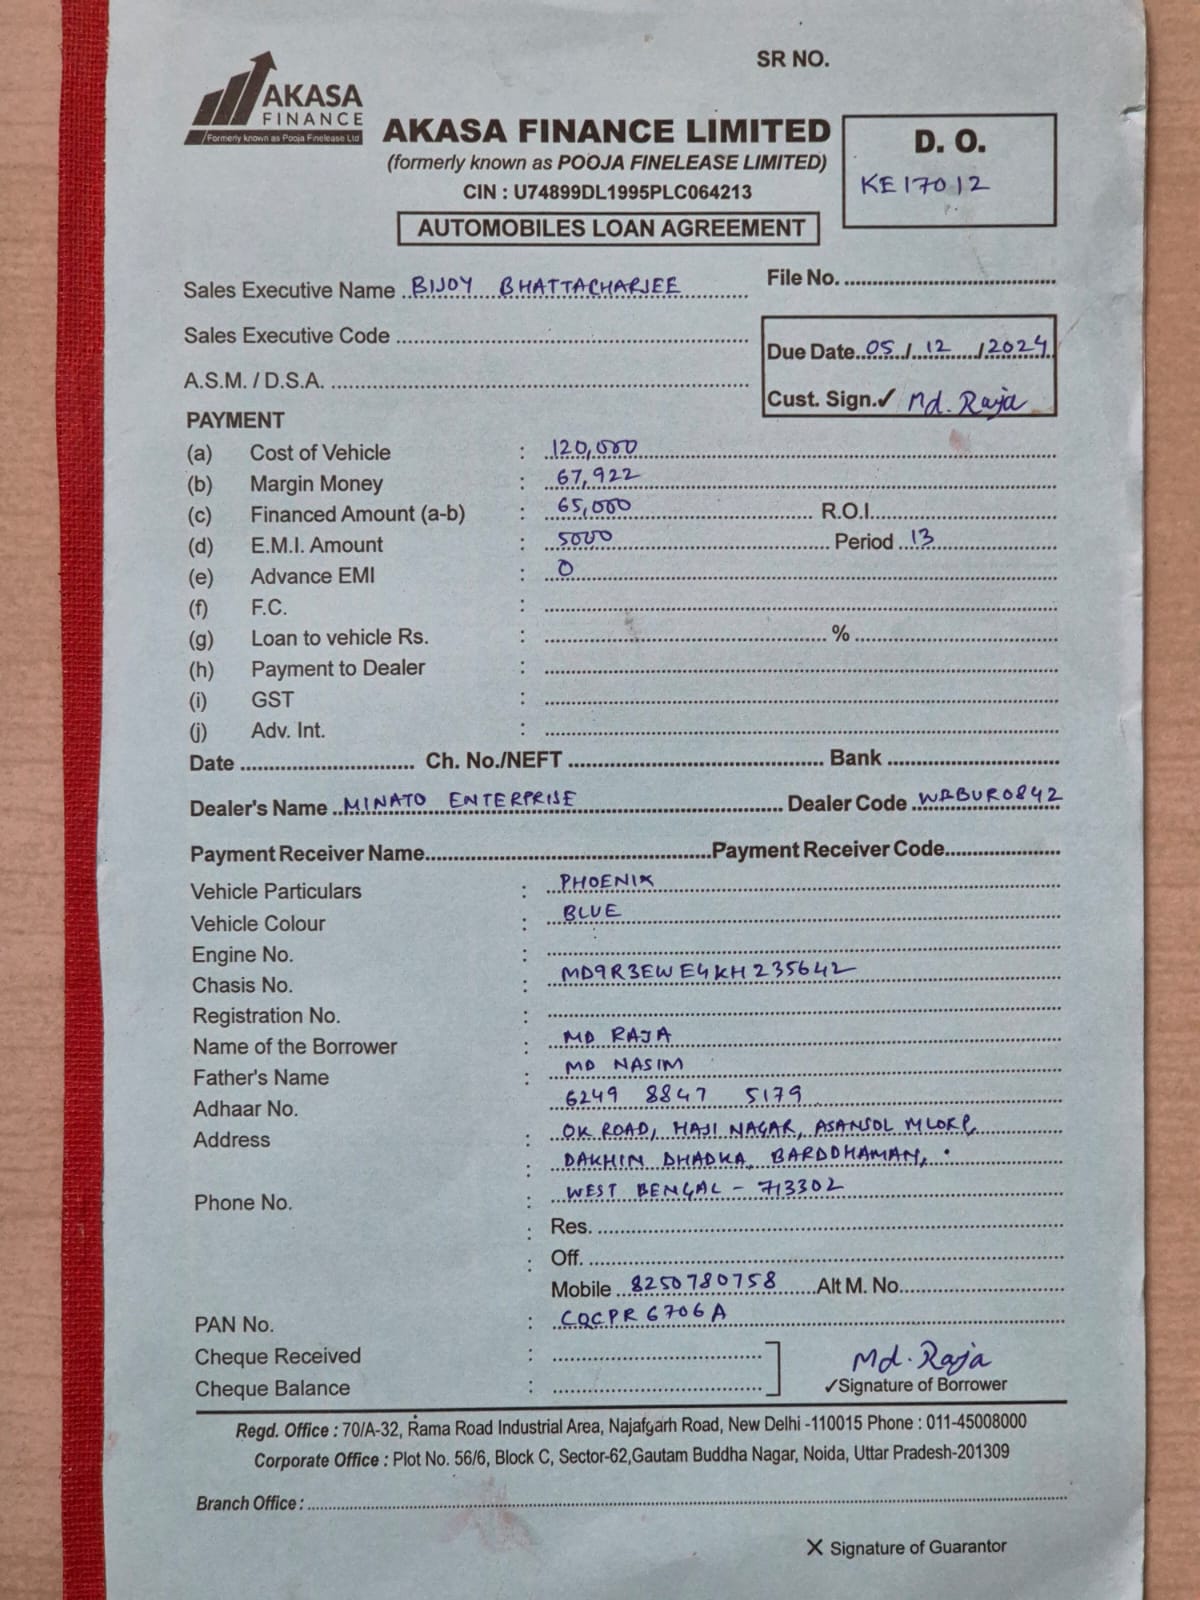 SR NO.
AKASA
FINANCE
Formerly known as Pooja Finelease Ltd
AKASA FINANCE LIMITED
(formerly known as POOJA FINELEASE LIMITED)
CIN : U74899DL1995PLC064213
AUTOMOBILES LOAN AGREEMENT
D. O.
KE17012
Sales Executive Name BIJOY BHATTACHARJEE
File No.
Sales Executive Code
Due Date 05/12/2024
A.S.M. / D.S.A.
Cust. Sign.✓ Md. Raja
PAYMENT
(a) Cost of Vehicle : 120,000
(b) Margin Money : 67,922
(c) Financed Amount (a-b) : 65,000 R.O.I.
(d) E.M.I. Amount : 5000 Period 13
(e) Advance EMI : 0
(f) F.C. :
(g) Loan to vehicle Rs. : %
(h) Payment to Dealer :
(i) GST :
(j) Adv. Int. :
Date Ch. No./NEFT Bank
Dealer's Name MINATO ENTERPRISE Dealer Code WBBUR0842
Payment Receiver Name Payment Receiver Code
Vehicle Particulars : PHOENIX
Vehicle Colour : BLUE
Engine No. :
Chasis No. : MD9R3EWE4KH235642
Registration No. :
Name of the Borrower : MD RAJA
Father's Name : MD NASIM
Adhaar No. 6249 8847 5179
Address : OK ROAD, HAJI NAGAR, ASANSOL
: DAKHIN DHADKA, BARDDHAMAN,
Phone No. : WEST BENGAL - 713302
: Res.
: Off.
Mobile 8250780758 Alt M. No.
PAN No. : CQCPR6706A
Cheque Received :
Md. Raja
Cheque Balance :
✓Signature of Borrower
Regd. Office : 70/A-32, Rama Road Industrial Area, Najafgarh Road, New Delhi -110015 Phone : 011-45008000
Corporate Office : Plot No. 56/6, Block C, Sector-62,Gautam Buddha Nagar, Noida, Uttar Pradesh-201309
Branch Office :
X Signature of Guarantor